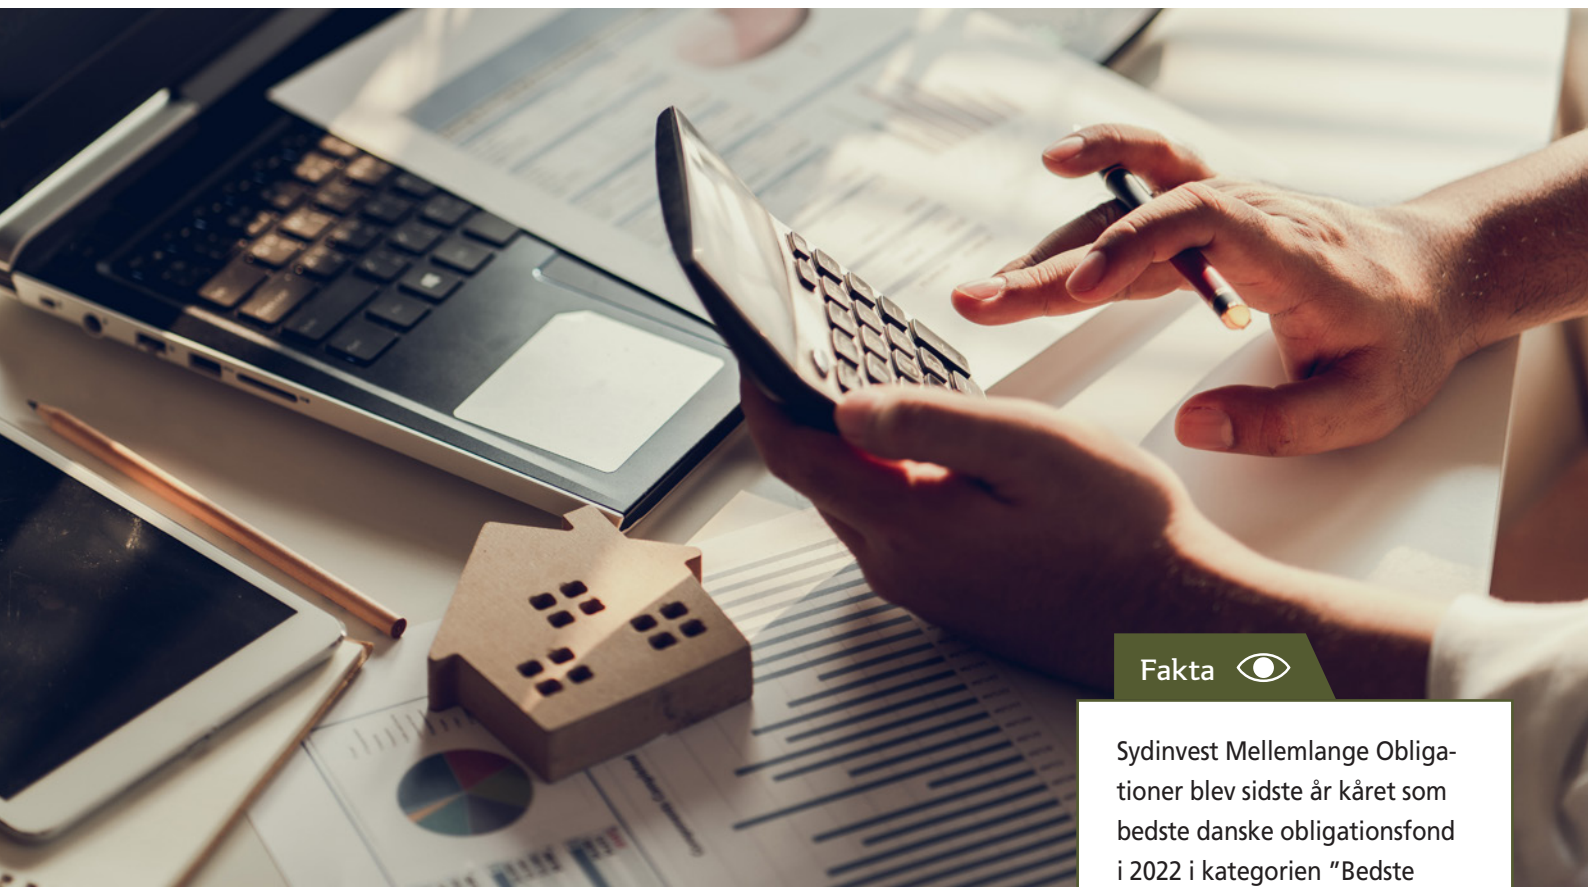 Fakta
Sydinvest Mellemlange Obliga-
tioner blev sidste år kåret som
bedste danske obligationsfond
i 2022 i kategorien "Bedste